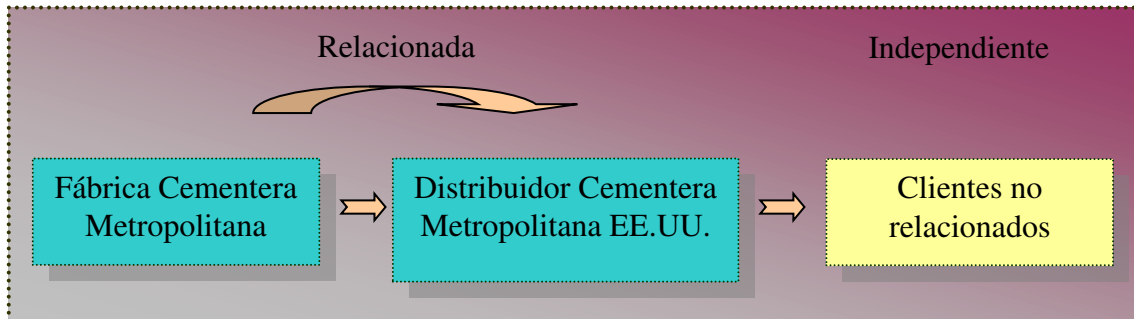 Relacionada
Independiente
Fábrica Cementera
Metropolitana
Distribuidor Cementera
Metropolitana EE.UU.
Clientes no
relacionados